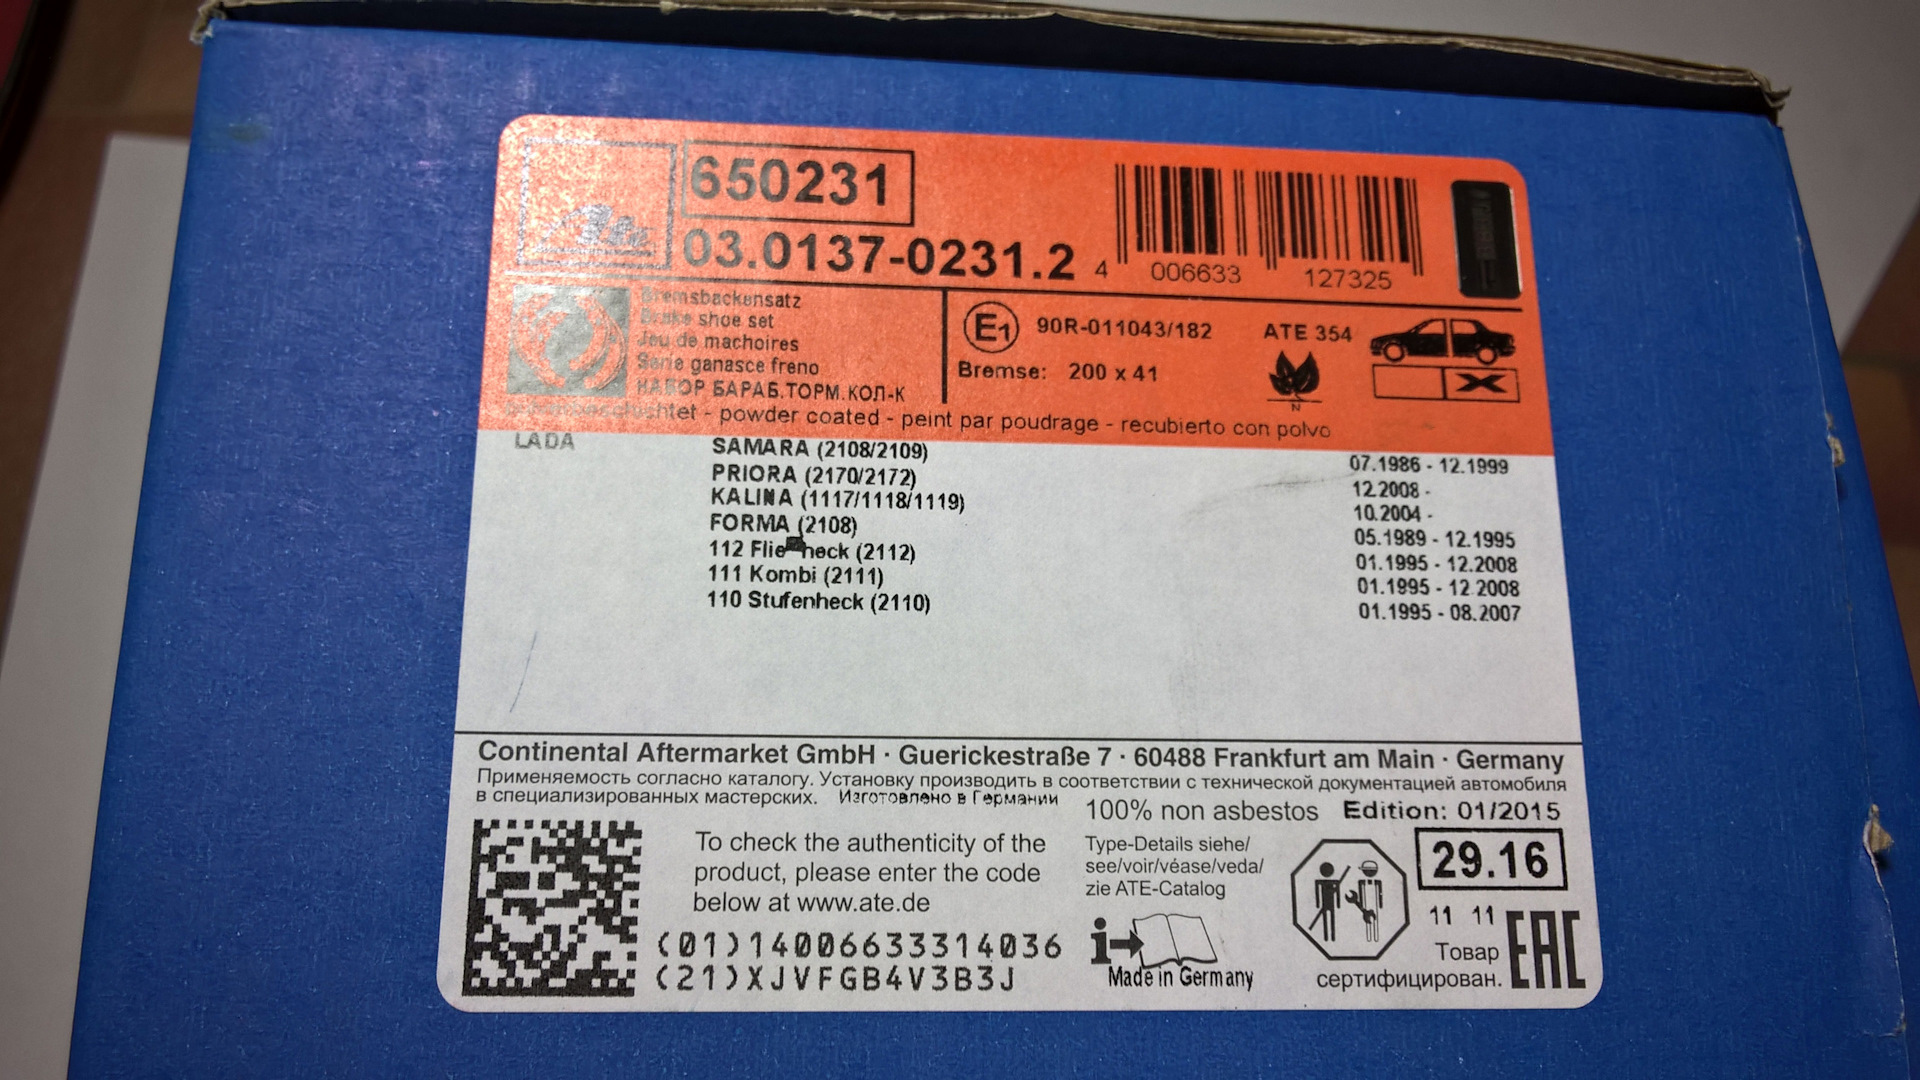 ate
650231
03.0137-0231.2
4 006633 127325
Bremsbackensatz
Brake shoe set
Jeu de machoires
Serie ganasce freno
НАБОР БАРАБ.ТОРМ.КОЛ-К
E1 90R-011043/182 ATE 354
Bremse: 200 x 41
N
X
- powder coated - peint par poudrage - recubierto con polvo
LADA SAMARA (2108/2109) 07.1986 - 12.1999
PRIORA (2170/2172) 12.2008 -
KALINA (1117/1118/1119) 10.2004 -
FORMA (2108) 05.1989 - 12.1995
112 Fließheck (2112) 01.1995 - 12.2008
111 Kombi (2111) 01.1995 - 12.2008
110 Stufenheck (2110) 01.1995 - 08.2007
Continental Aftermarket GmbH · Guerickestraße 7 · 60488 Frankfurt am Main · Germany
Применяемость согласно каталогу. Установку производить в соответствии с технической документацией автомобиля
в специализированных мастерских. Изготовлено в Германии
100% non asbestos Edition: 01/2015
To check the authenticity of the
product, please enter the code
below at www.ate.de
(01)14006633314036
(21)XJVFGB4V3B3J
Type-Details siehe/
see/voir/véase/veda/
zie ATE-Catalog
i
Made in Germany
29.16
11 11
Товар
сертифицирован.
EAC